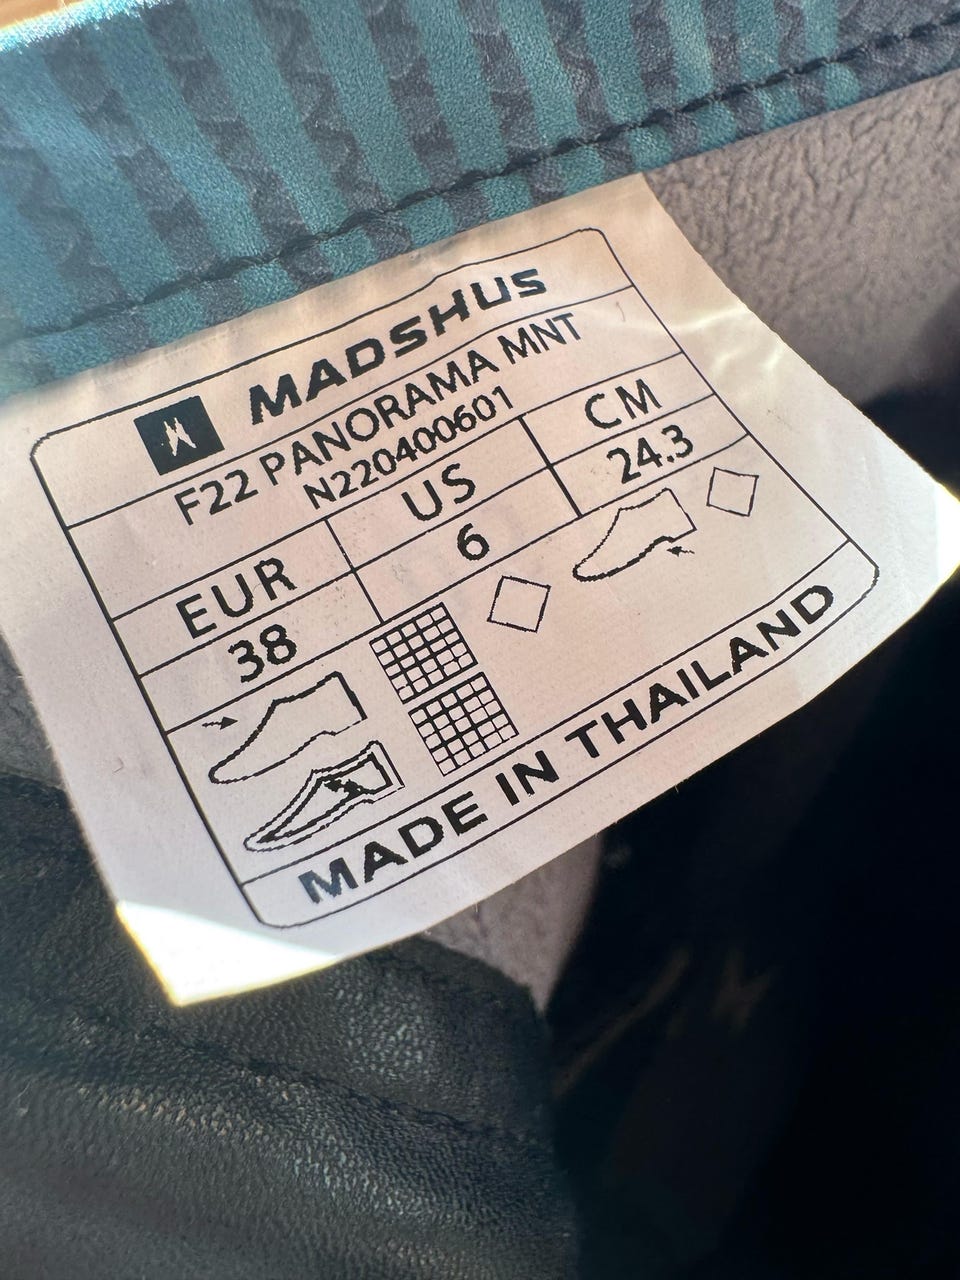 MADSHUS
F22 PANORAMA MNT
N220400601
EUR US CM
38 6 24.3
MADE IN THAILAND